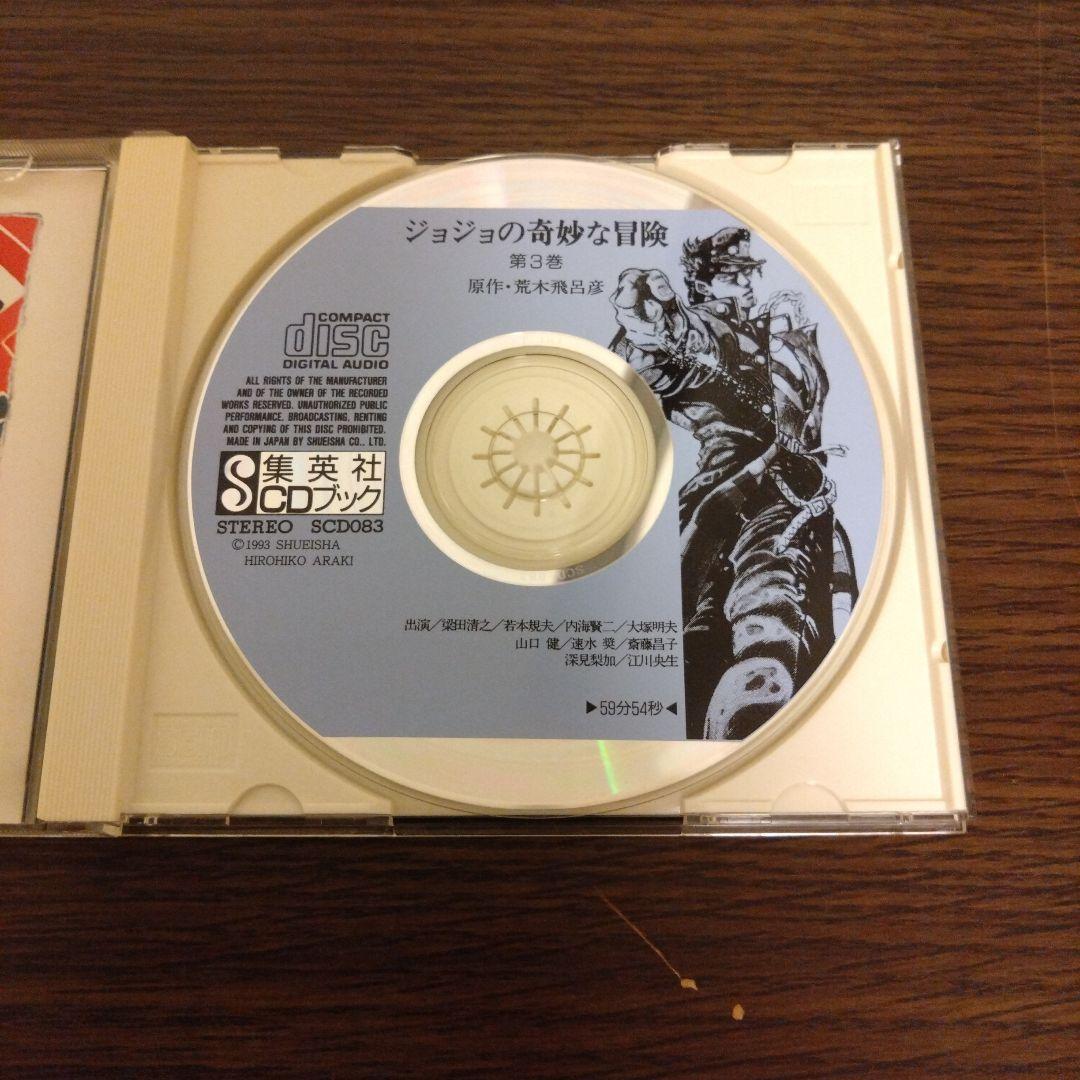 ジョジョの奇妙な冒険
第3巻
原作・荒木飛呂彦
COMPACT
disc
DIGITAL AUDIO
ALL RIGHTS OF THE MANUFACTURER
AND OF THE OWNER OF THE RECORDED
WORKS RESERVED. UNAUTHORIZED PUBLIC
PERFORMANCE. BROADCASTING. RENTING
AND COPYING OF THIS DISC PROHIBITED.
MADE IN JAPAN BY SHUEISHA CO., LTD.
S 集英社
CDブック
STEREO SCD083
©1993 SHUEISHA
HIROHIKO ARAKI
出演/梁田清之/若本規夫/内海賢二/大塚明夫
山口 健/速水 奨/斎藤昌子
深見梨加/江川央生
▶59分54秒◀